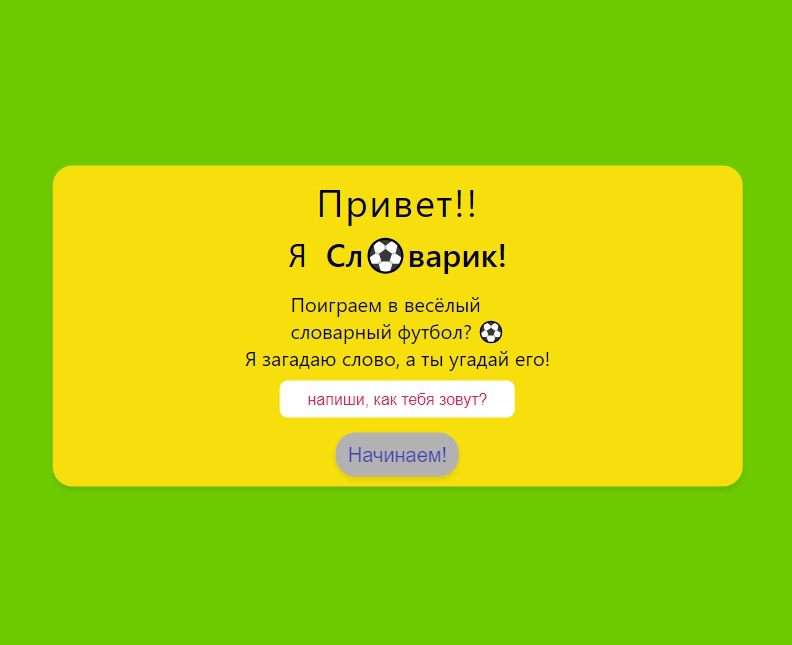 Привет!!
Я Сл⚽варик!
Поиграем в весёлый
словарный футбол? ⚽
Я загадаю слово, а ты угадай его!
напиши, как тебя зовут?
Начинаем!